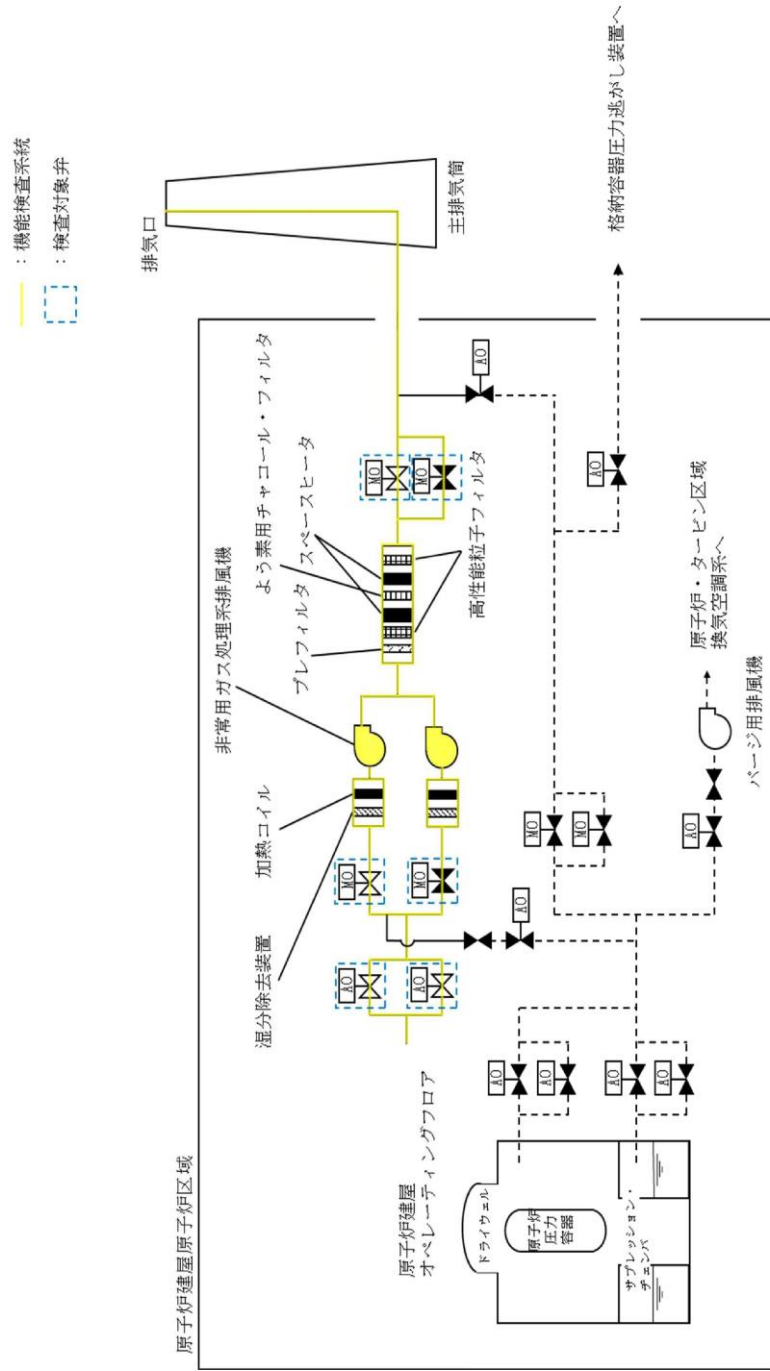 ：機能検査系統
：検査対象弁
原子炉建屋原子炉区域
排気口
主排気筒
湿分除去装置
加熱コイル
非常用ガス処理系排風機
プレフィルタ
よう素用チャコール・フィルタ
スペースヒータ
高性能粒子フィルタ
AO
AO
MO
MO
MO
MO
AO
AO
原子炉建屋
オペレーティングフロア
ドライウェル
原子炉
圧力
容器
サプレッション・
チェンバ
AO
AO
AO
AO
MO
MO
AO
AO
パージ用排風機
原子炉・タービン区域
換気空調系へ
格納容器圧力逃がし装置へ